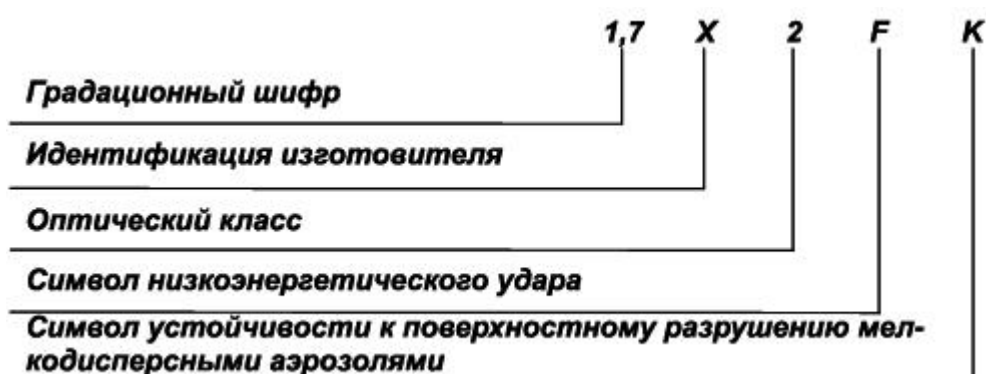 1,7 X 2 F K
Градационный шифр
Идентификация изготовителя
Оптический класс
Символ низкоэнергетического удара
Символ устойчивости к поверхностному разрушению мел-
кодисперсными аэрозолями